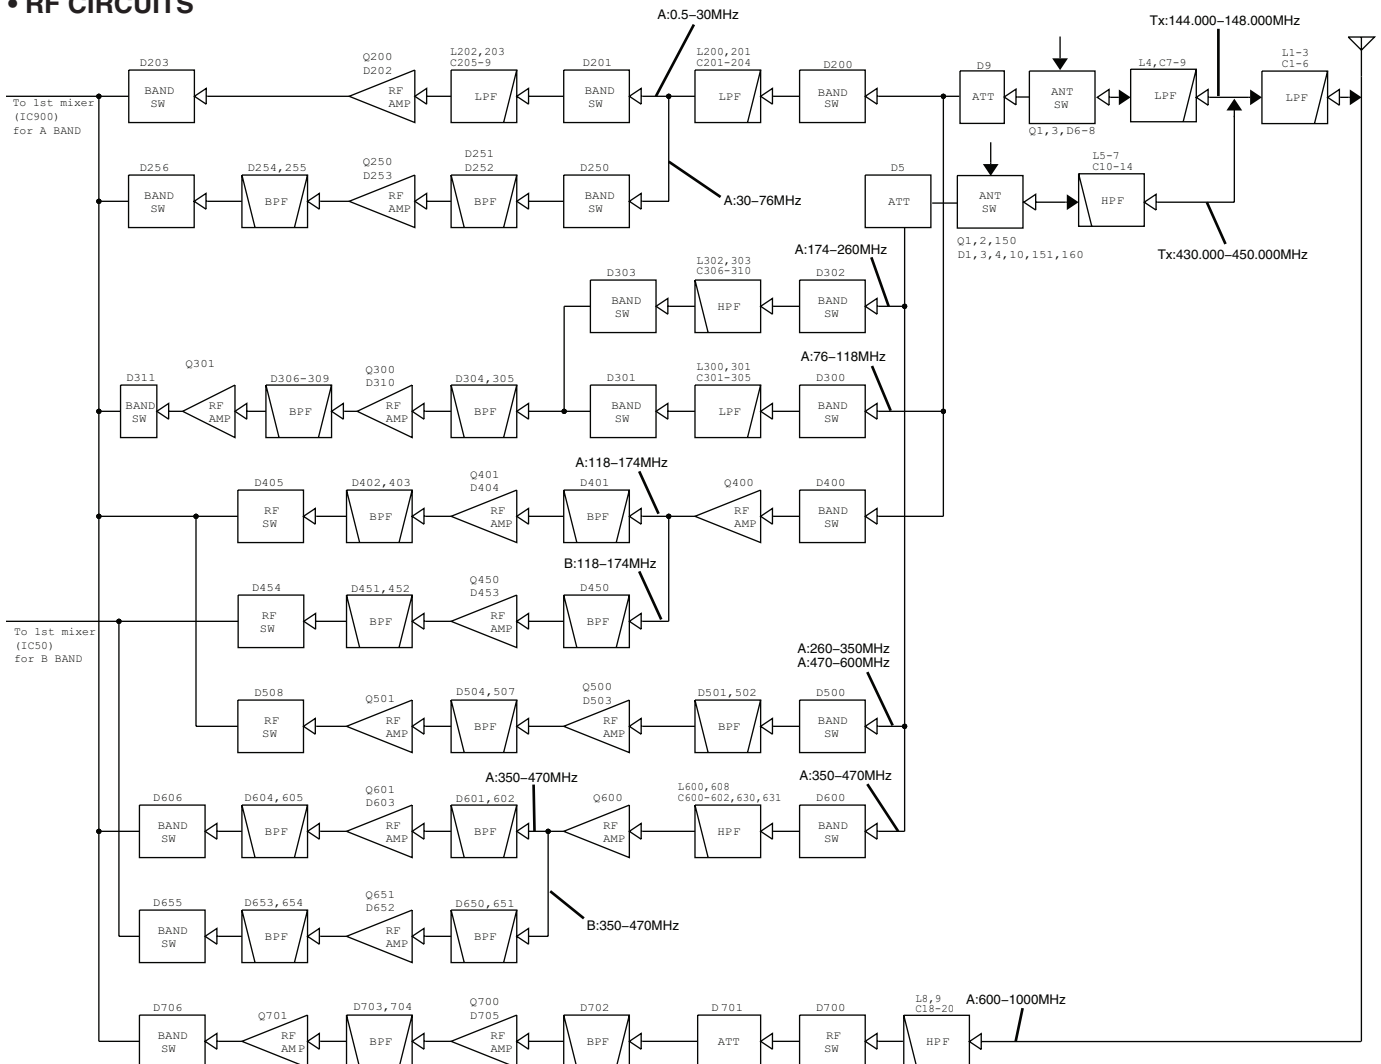 • RF CIRCUITS
A:0.5–30MHz
Tx:144.000–148.000MHz
D203
Q200
D202
L202,203
C205-9
D201
L200,201
C201-204
D200
D9
L4,C7-9
L1-3
C1-6
BAND
SW
RF
AMP
LPF
BAND
SW
LPF
BAND
SW
ATT
ANT
SW
LPF
LPF
Q1,3,D6-8
To 1st mixer
(IC900)
for A BAND
D256
D254,255
Q250
D253
D251
D252
D250
D5
L5-7
C10-14
BAND
SW
BPF
RF
AMP
BPF
BAND
SW
ATT
ANT
SW
HPF
A:30–76MHz
Q1,2,150
D1,3,4,10,151,160
Tx:430.000–450.000MHz
A:174–260MHz
D303
L302,303
C306-310
D302
BAND
SW
HPF
BAND
SW
A:76–118MHz
D311
Q301
D306-309
Q300
D310
D304,305
D301
L300,301
C301-305
D300
BAND
SW
RF
AMP
BPF
RF
AMP
BPF
BAND
SW
LPF
BAND
SW
A:118–174MHz
D405
D402,403
Q401
D404
D401
Q400
D400
RF
SW
BPF
RF
AMP
BPF
RF
AMP
BAND
SW
B:118–174MHz
D454
D451,452
Q450
D453
D450
RF
SW
BPF
RF
AMP
BPF
To 1st mixer
(IC50)
for B BAND
A:260–350MHz
A:470–600MHz
D508
Q501
D504,507
Q500
D503
D501,502
D500
RF
SW
RF
AMP
BPF
RF
AMP
BPF
BAND
SW
A:350–470MHz
A:350–470MHz
D606
D604,605
Q601
D603
D601,602
Q600
L600,608
C600-602,630,631
D600
BAND
SW
BPF
RF
AMP
BPF
RF
AMP
HPF
BAND
SW
D655
D653,654
Q651
D652
D650,651
BAND
SW
BPF
RF
AMP
BPF
B:350–470MHz
A:600–1000MHz
D706
Q701
D703,704
Q700
D705
D702
D701
D700
L8,9
C18-20
BAND
SW
RF
AMP
BPF
RF
AMP
BPF
ATT
RF
SW
HPF